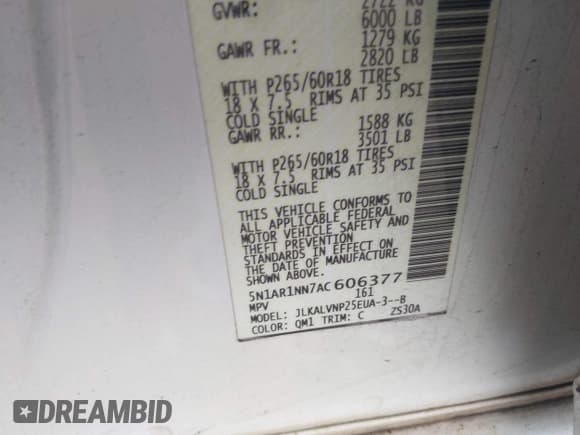 GVWR: 2722 KG
6000 LB
GAWR FR.: 1279 KG
2820 LB
WITH P265/60R18 TIRES
18 X 7.5 RIMS AT 35 PSI
COLD SINGLE
GAWR RR.: 1588 KG
3501 LB
WITH P265/60R18 TIRES
18 X 7.5 RIMS AT 35 PSI
COLD SINGLE
THIS VEHICLE CONFORMS TO
ALL APPLICABLE FEDERAL
MOTOR VEHICLE SAFETY AND
THEFT PREVENTION
STANDARDS IN EFFECT ON
THE DATE OF MANUFACTURE
SHOWN ABOVE.
5N1AR1NN7AC606377
MPV 161
MODEL: JLKALVNP25EUA-3--B
COLOR: QM1 TRIM: C ZS30A
DREAMBID